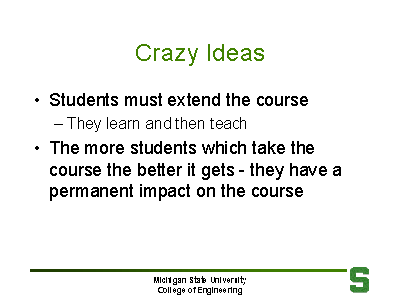 Crazy Ideas
• Students must extend the course
– They learn and then teach
• The more students which take the
course the better it gets - they have a
permanent impact on the course
Michigan State University
College of Engineering
S